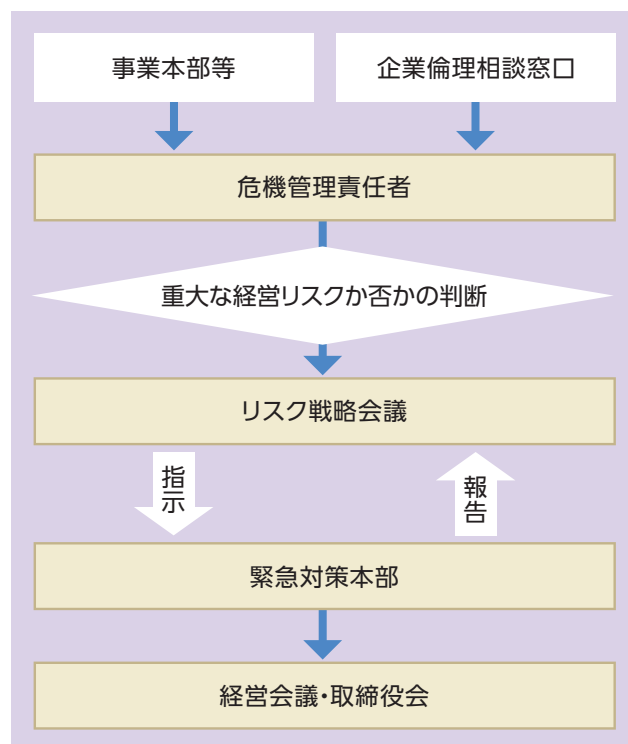 事業本部等
企業倫理相談窓口
危機管理責任者
重大な経営リスクか否かの判断
リスク戦略会議
指示
報告
緊急対策本部
経営会議・取締役会